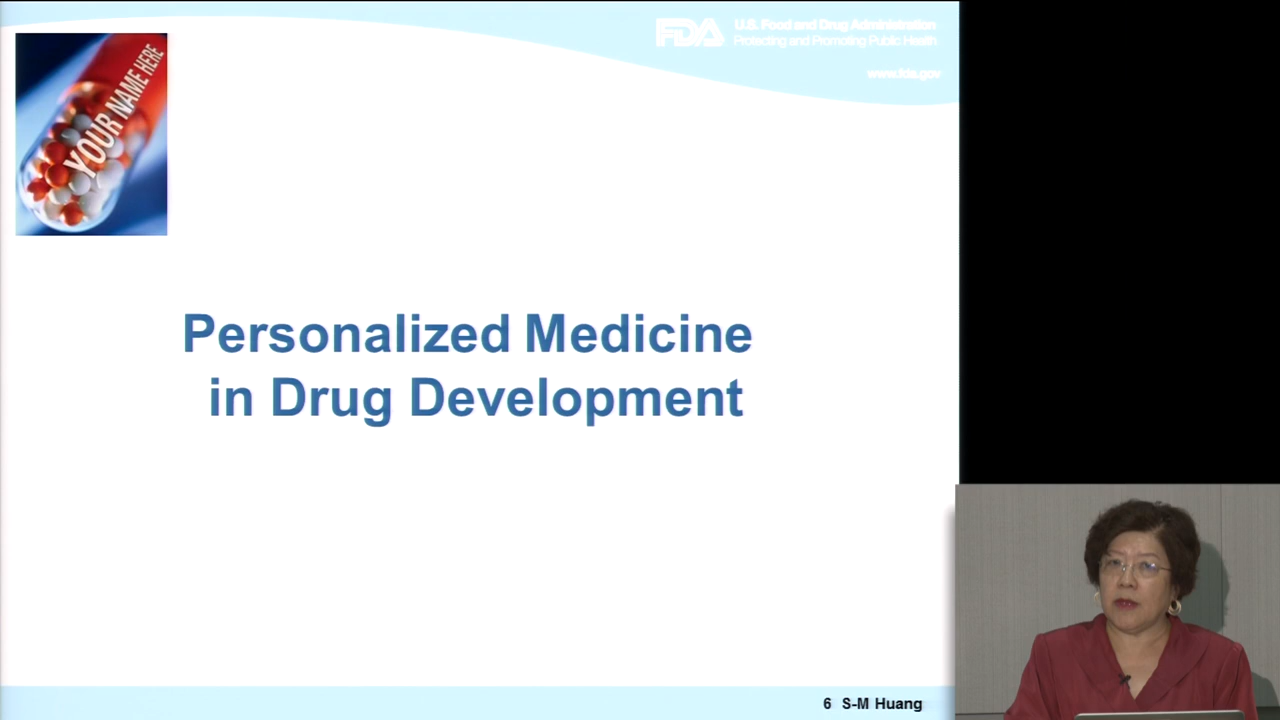 FDA
U.S. Food and Drug Administration
Protecting and Promoting Public Health
www.fda.gov
YOUR NAME HERE
Personalized Medicine
in Drug Development
6 S-M Huang